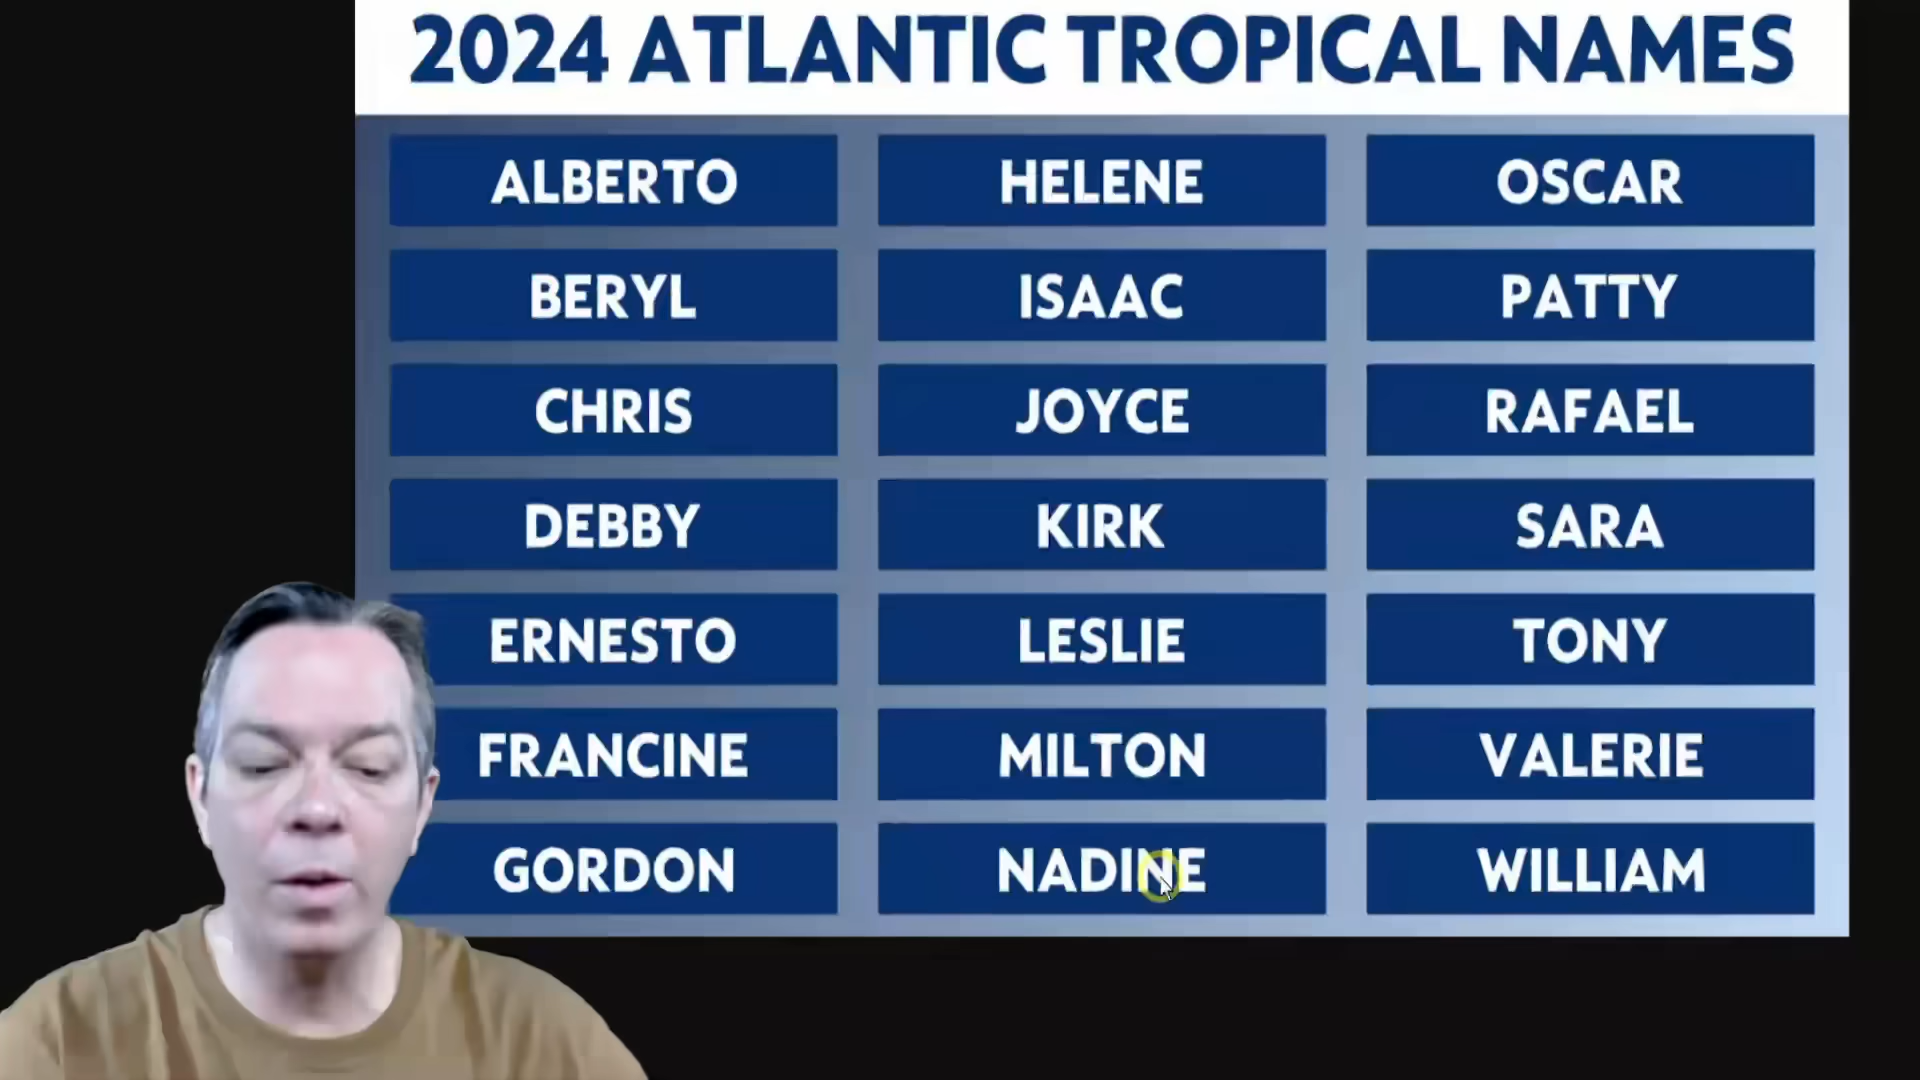 2024 ATLANTIC TROPICAL NAMES
ALBERTO
BERYL
CHRIS
DEBBY
ERNESTO
FRANCINE
GORDON
HELENE
ISAAC
JOYCE
KIRK
LESLIE
MILTON
NADINE
OSCAR
PATTY
RAFAEL
SARA
TONY
VALERIE
WILLIAM